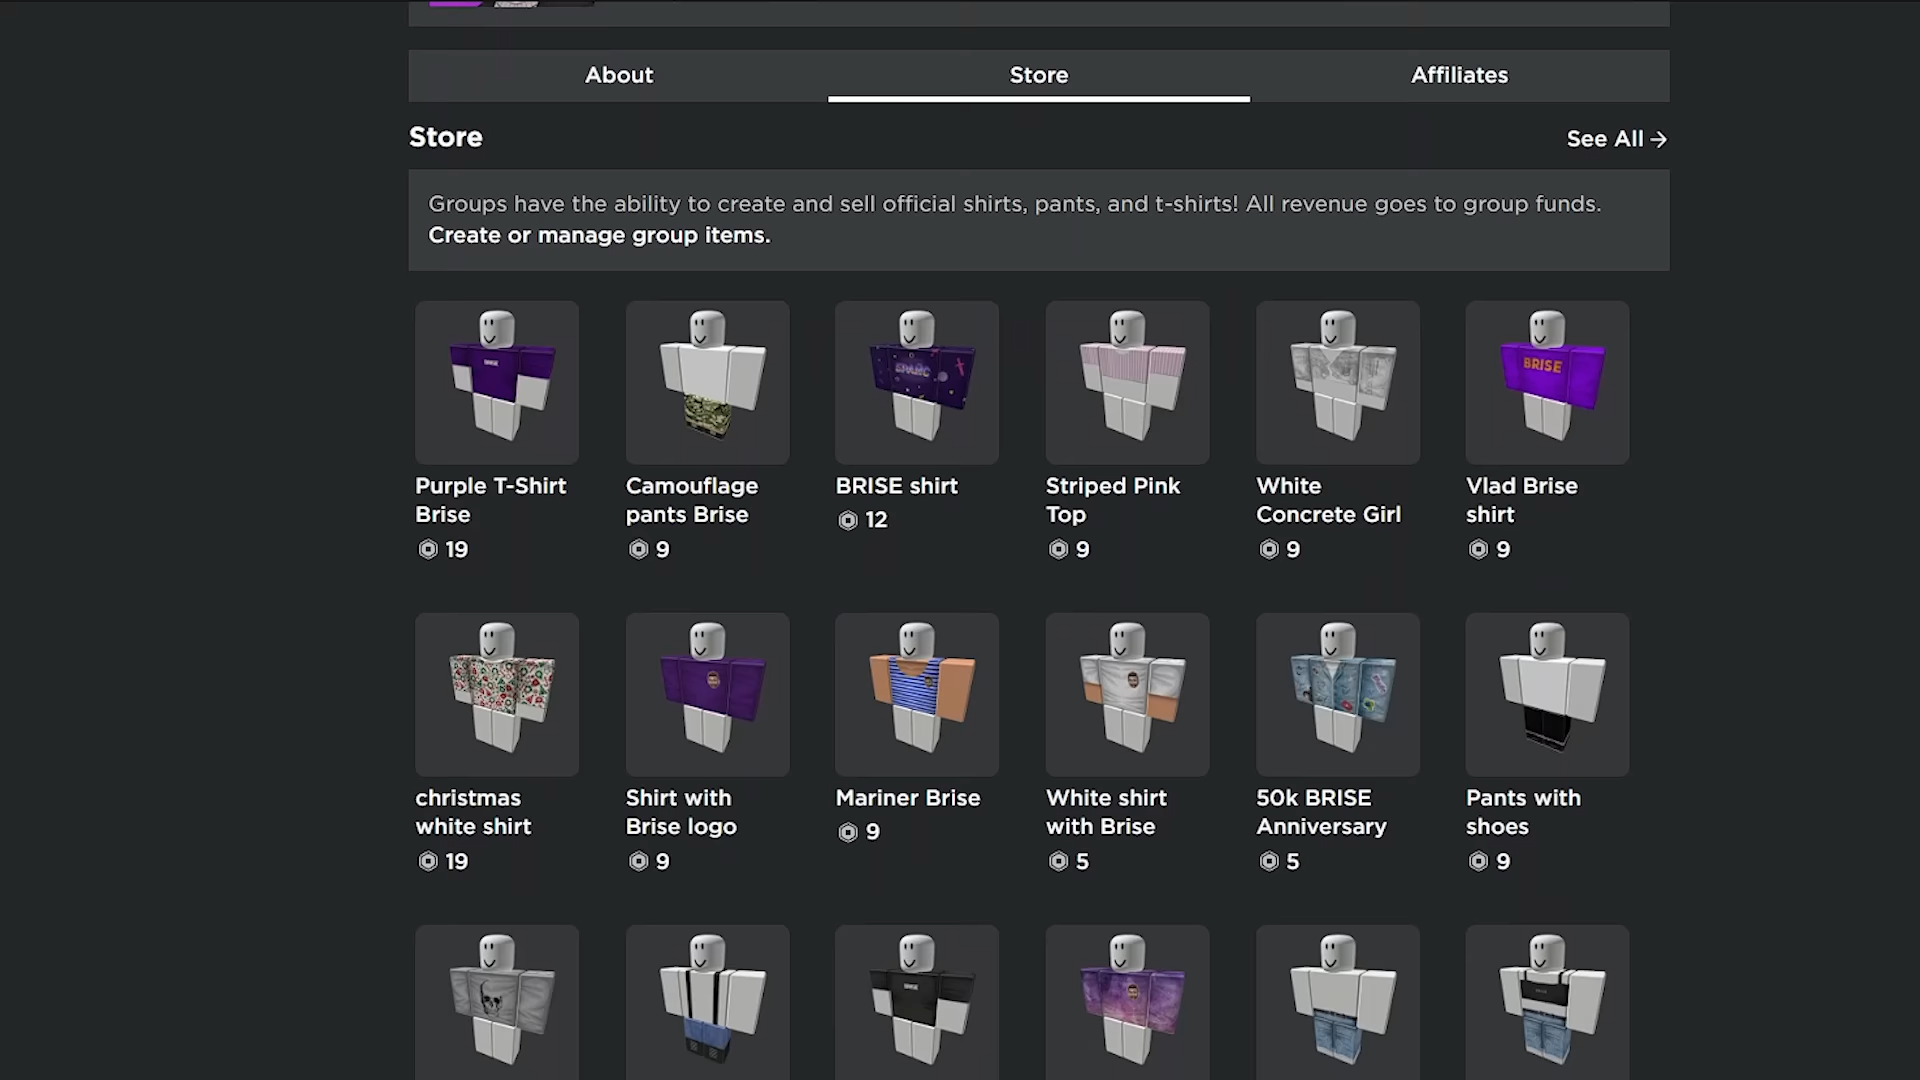 About
Store
Affiliates
Store
See All
Groups have the ability to create and sell official shirts, pants, and t-shirts! All revenue goes to group funds.
Create or manage group items.
BRISE
Purple T-Shirt
Brise
19
Camouflage
pants Brise
9
BRISE shirt
12
Striped Pink
Top
9
White
Concrete Girl
9
Vlad Brise
shirt
9
christmas
white shirt
19
Shirt with
Brise logo
9
Mariner Brise
9
White shirt
with Brise
5
50k BRISE
Anniversary
5
Pants with
shoes
9